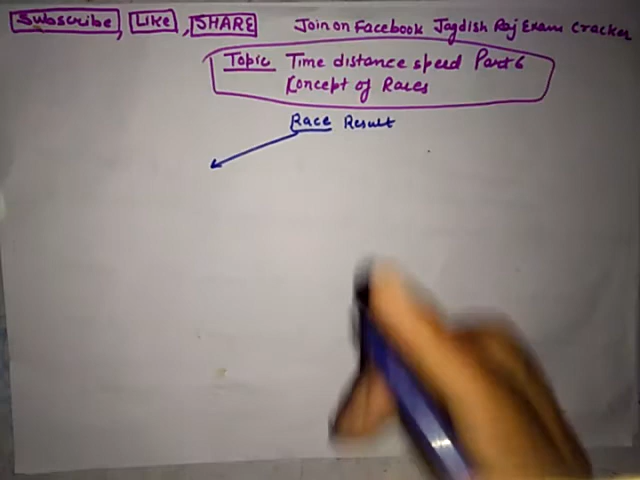 Subscribe, Like, SHARE Join on Facebook Jagdish Raj Exam Cracker
Topic Time distance speed Part 6
Concept of Races
Race Result